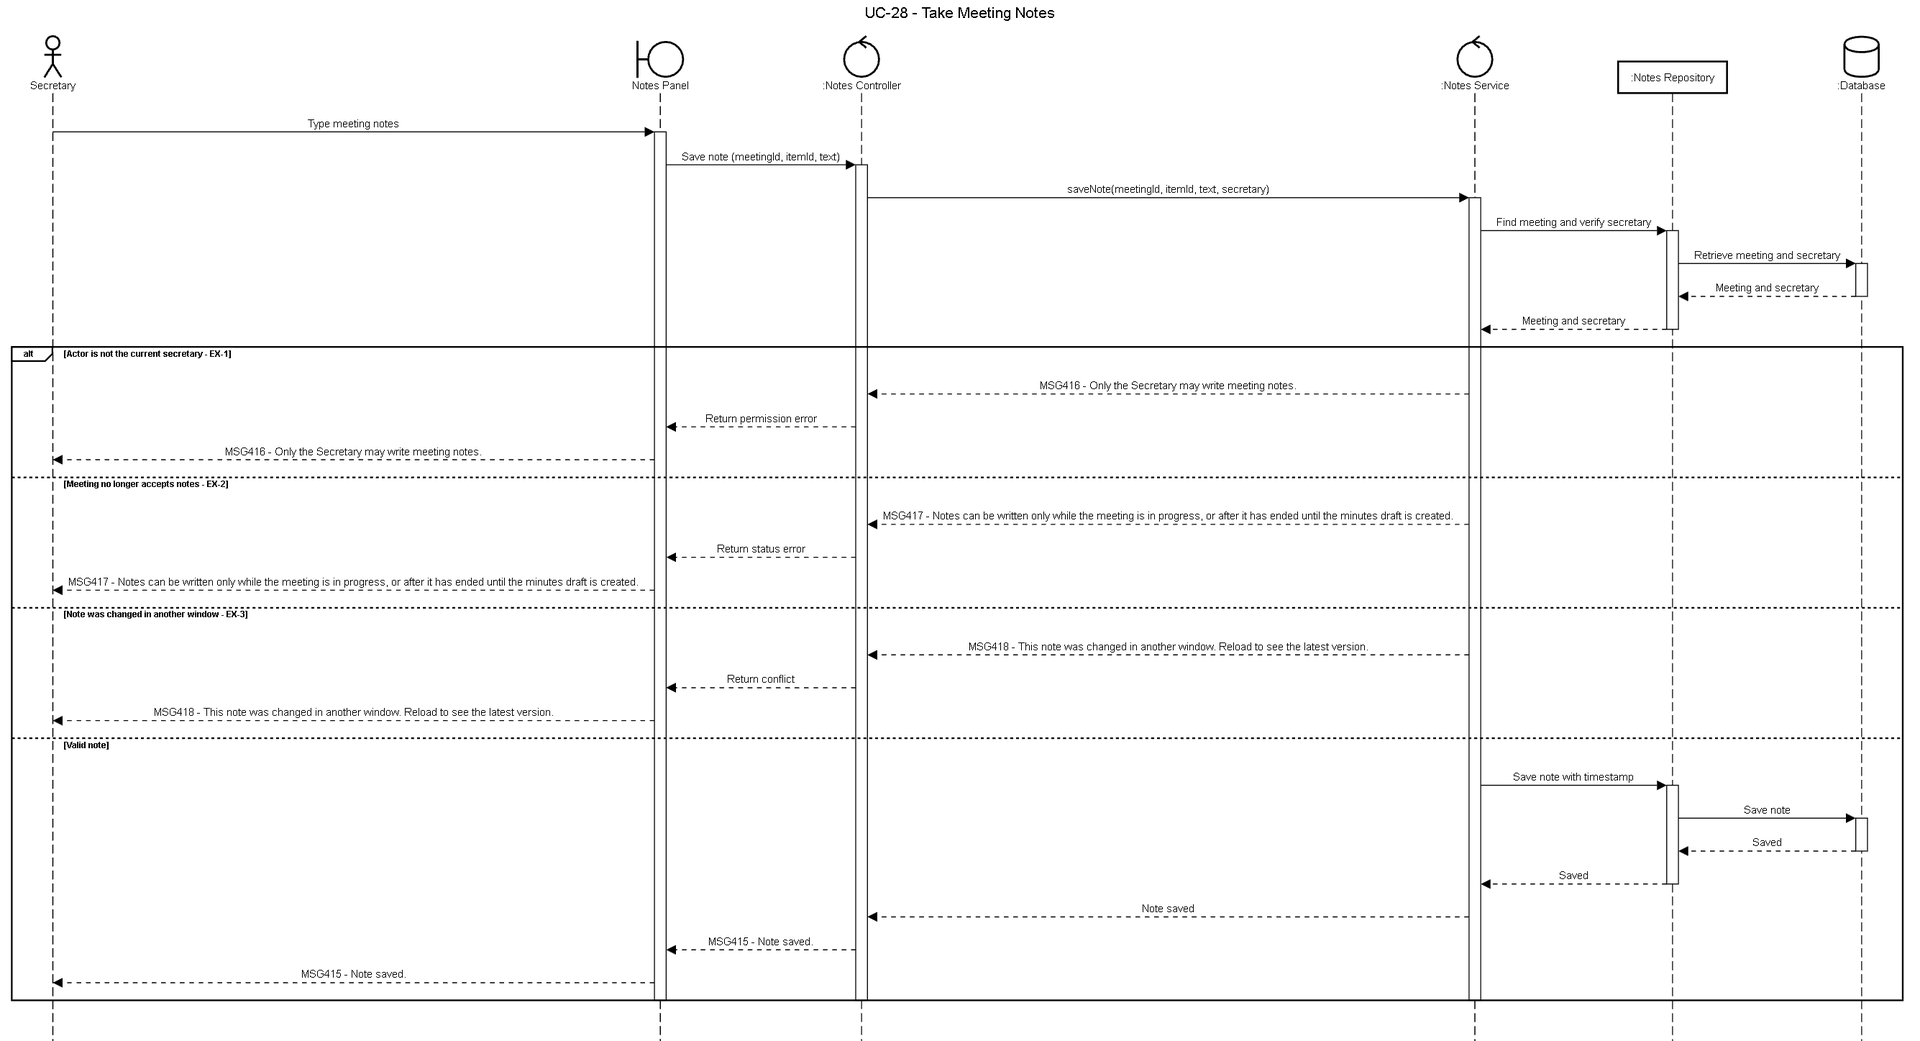 UC-28 - Take Meeting Notes
Secretary
Notes Panel
:Notes Controller
:Notes Service
:Notes Repository
:Database
Type meeting notes
Save note (meetingId, itemId, text)
saveNote(meetingId, itemId, text, secretary)
Find meeting and verify secretary
Retrieve meeting and secretary
Meeting and secretary
Meeting and secretary
alt
[Actor is not the current secretary - EX-1]
MSG416 - Only the Secretary may write meeting notes.
Return permission error
MSG416 - Only the Secretary may write meeting notes.
[Meeting no longer accepts notes - EX-2]
MSG417 - Notes can be written only while the meeting is in progress, or after it has ended until the minutes draft is created.
Return status error
MSG417 - Notes can be written only while the meeting is in progress, or after it has ended until the minutes draft is created.
[Note was changed in another window - EX-3]
MSG418 - This note was changed in another window. Reload to see the latest version.
Return conflict
MSG418 - This note was changed in another window. Reload to see the latest version.
[Valid note]
Save note with timestamp
Save note
Saved
Saved
Note saved
MSG415 - Note saved.
MSG415 - Note saved.